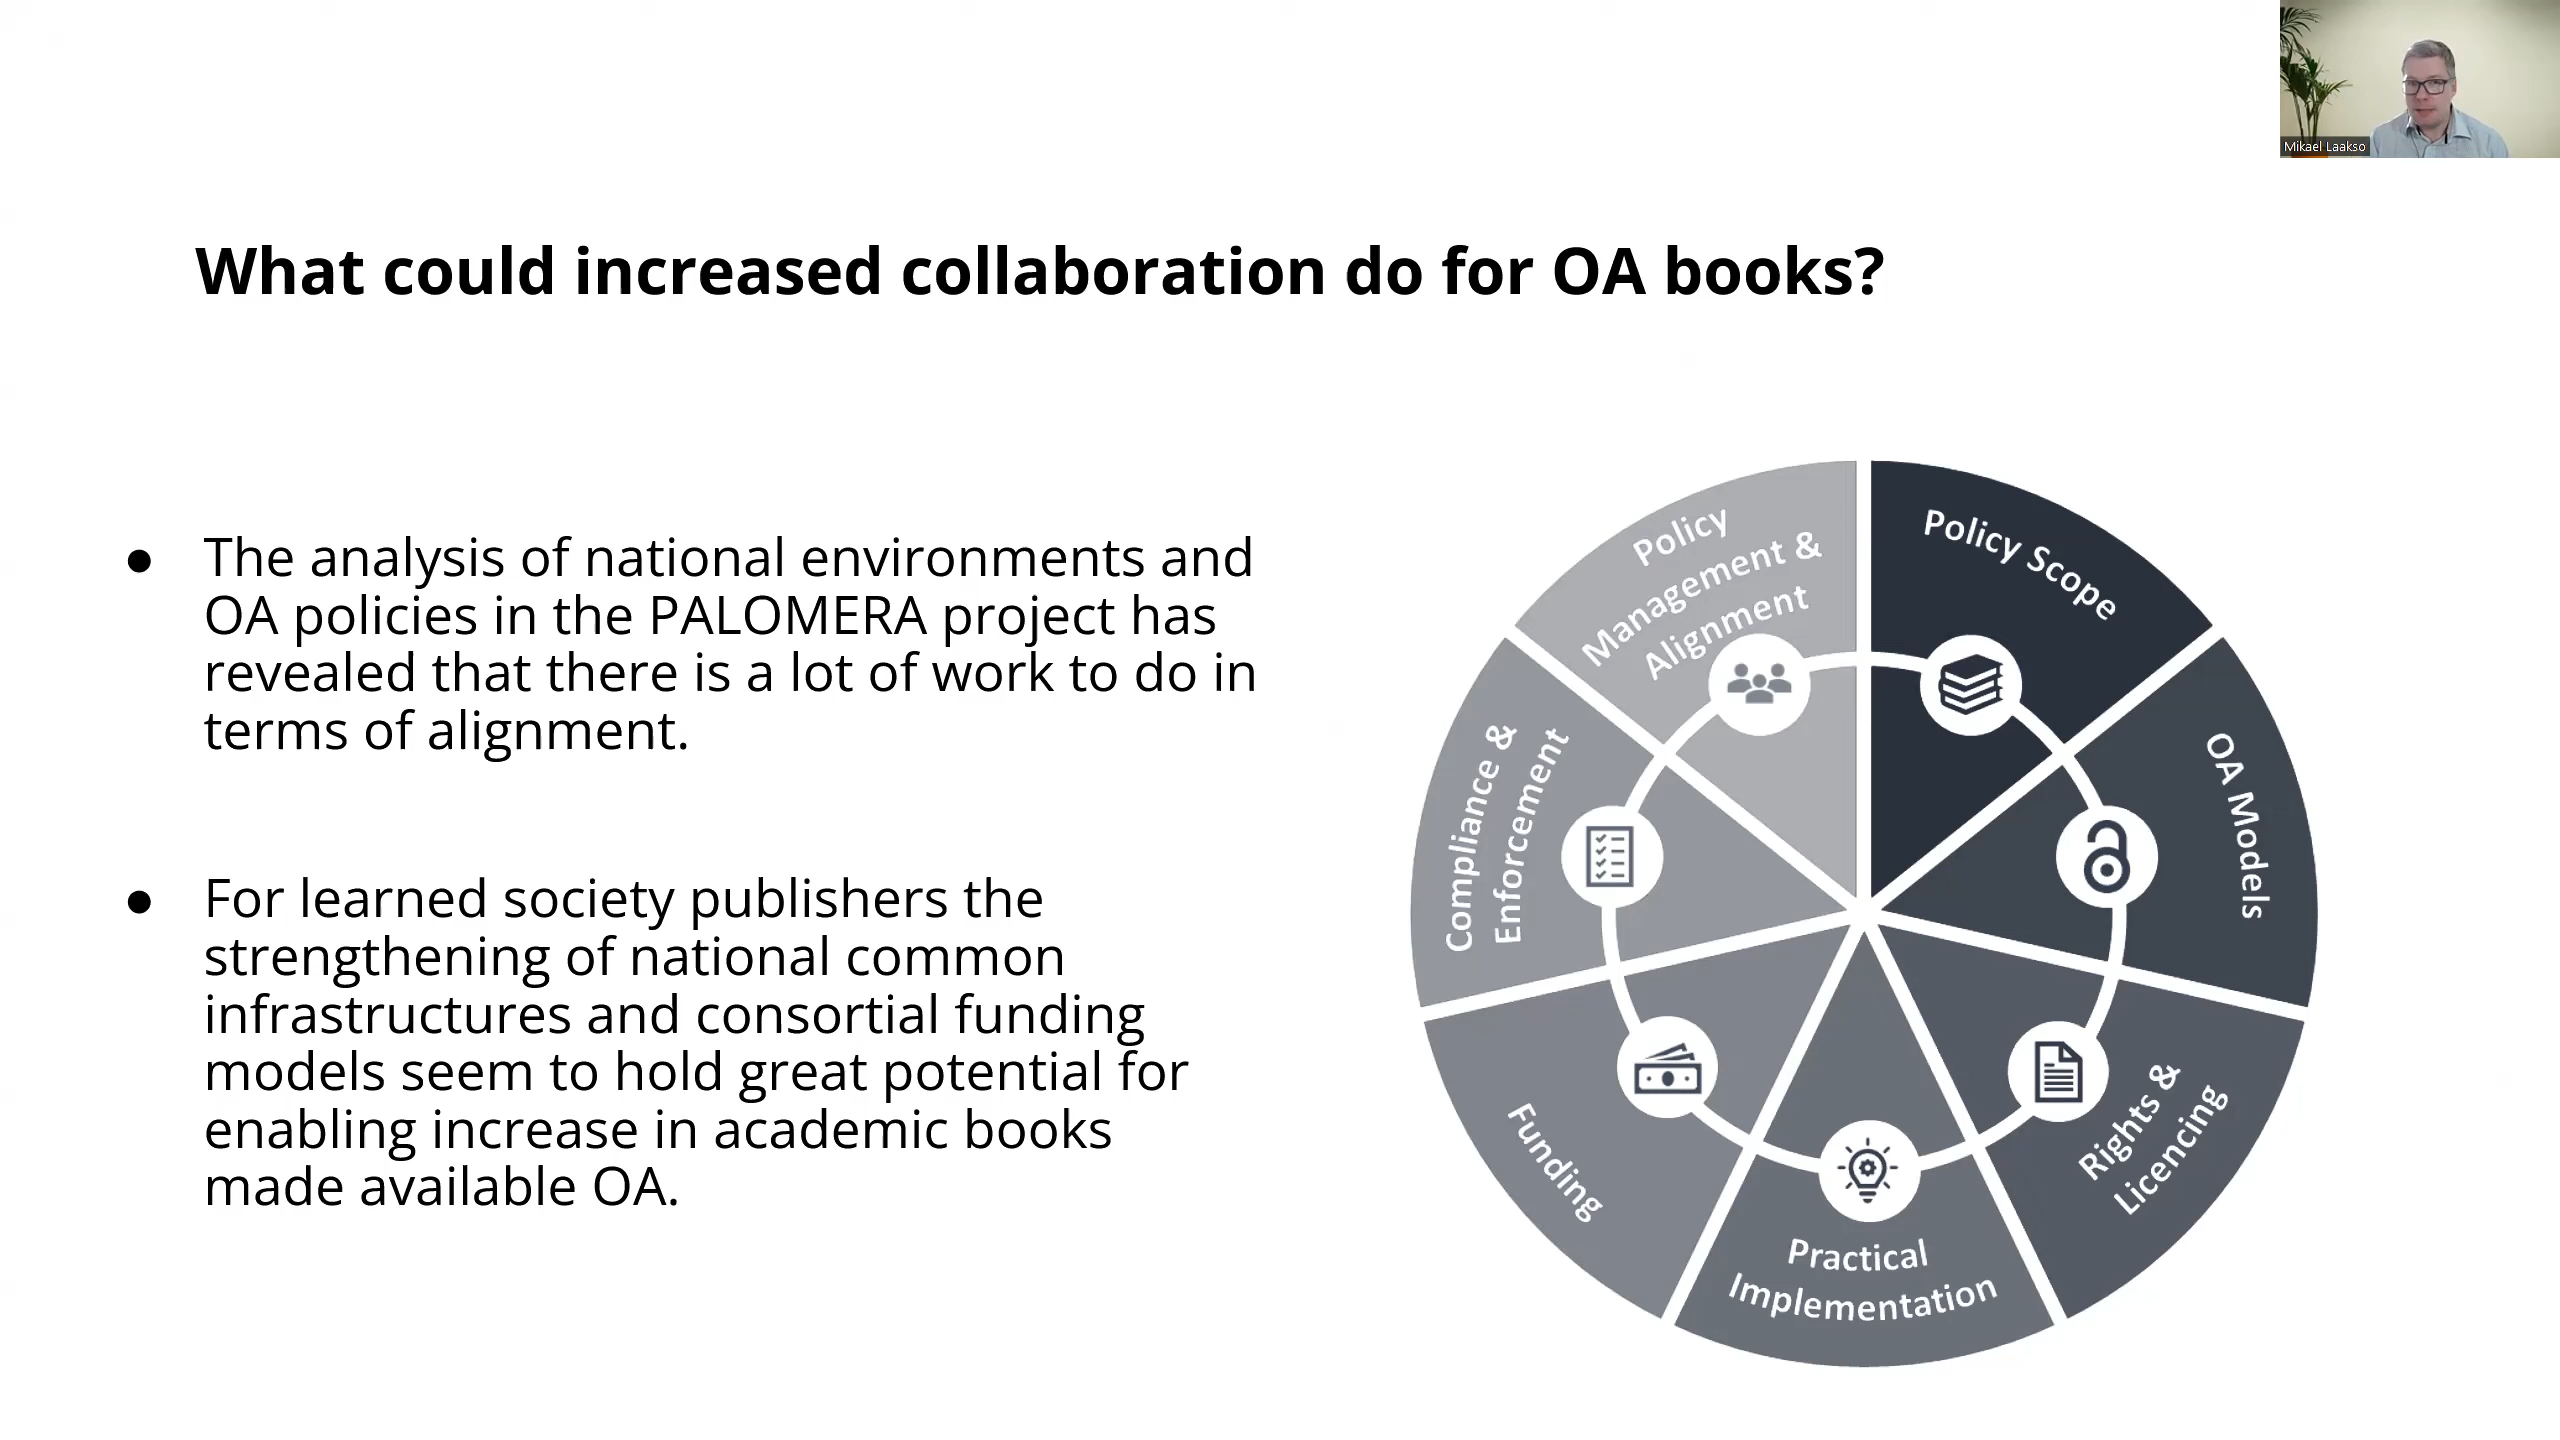 Mikael Laakso
What could increased collaboration do for OA books?
● The analysis of national environments and
OA policies in the PALOMERA project has
revealed that there is a lot of work to do in
terms of alignment.
● For learned society publishers the
strengthening of national common
infrastructures and consortial funding
models seem to hold great potential for
enabling increase in academic books
made available OA.
Policy Scope
OA Models
Rights &
Licencing
Practical
Implementation
Funding
Compliance &
Enforcement
Policy
Management &
Alignment